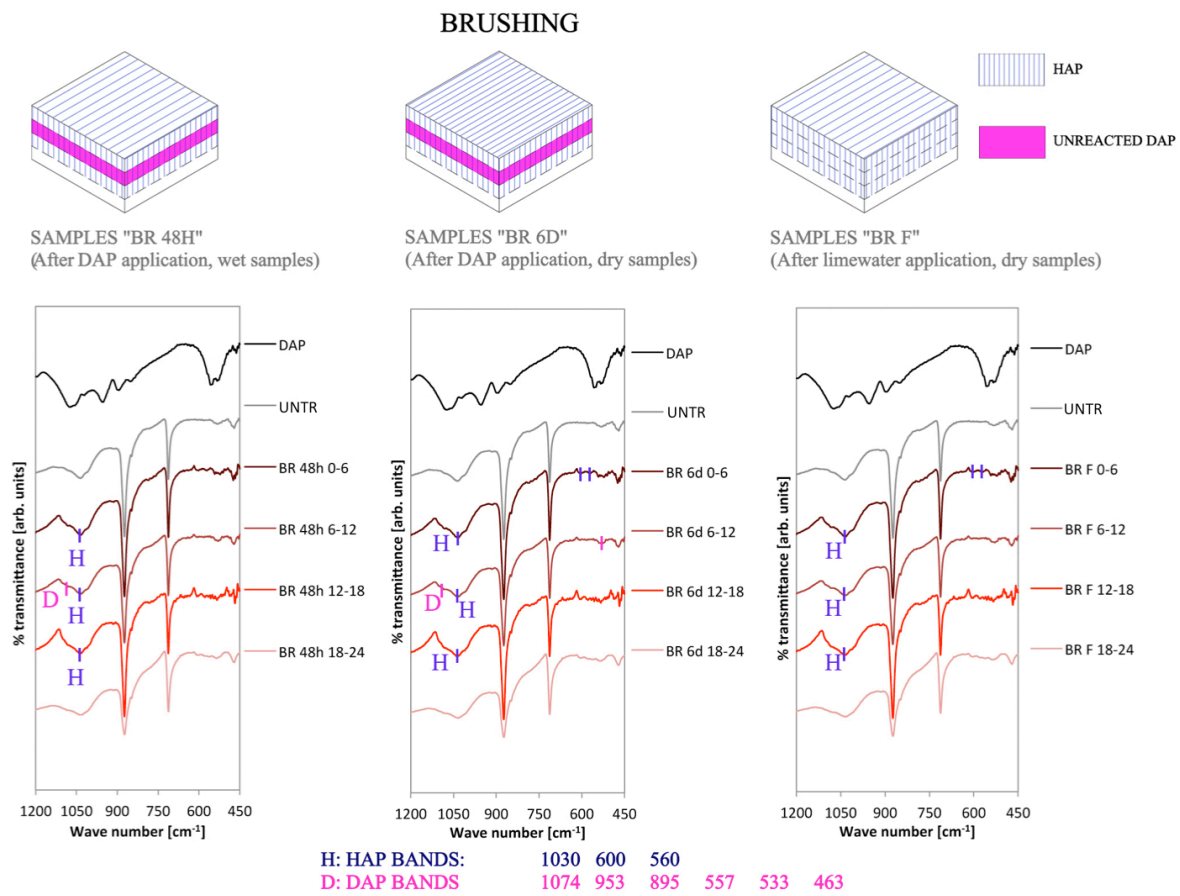 BRUSHING
HAP
UNREACTED DAP
SAMPLES "BR 48H"
(After DAP application, wet samples)
SAMPLES "BR 6D"
(After DAP application, dry samples)
SAMPLES "BR F"
(After limewater application, dry samples)
% transmittance [arb. units]
DAP
UNTR
BR 48h 0-6
H
BR 48h 6-12
D
H
BR 48h 12-18
H
BR 48h 18-24
1200 1050 900 750 600 450
Wave number [cm-1]
% transmittance [arb. units]
DAP
UNTR
H H
BR 6d 0-6
H
BR 6d 6-12
D
H
BR 6d 12-18
H
BR 6d 18-24
1200 1050 900 750 600 450
Wave number [cm-1]
% transmittance [arb. units]
DAP
UNTR
H H
BR F 0-6
H
BR F 6-12
H
BR F 12-18
H
BR F 18-24
1200 1050 900 750 600 450
Wave number [cm-1]
H: HAP BANDS: 1030 600 560
D: DAP BANDS 1074 953 895 557 533 463